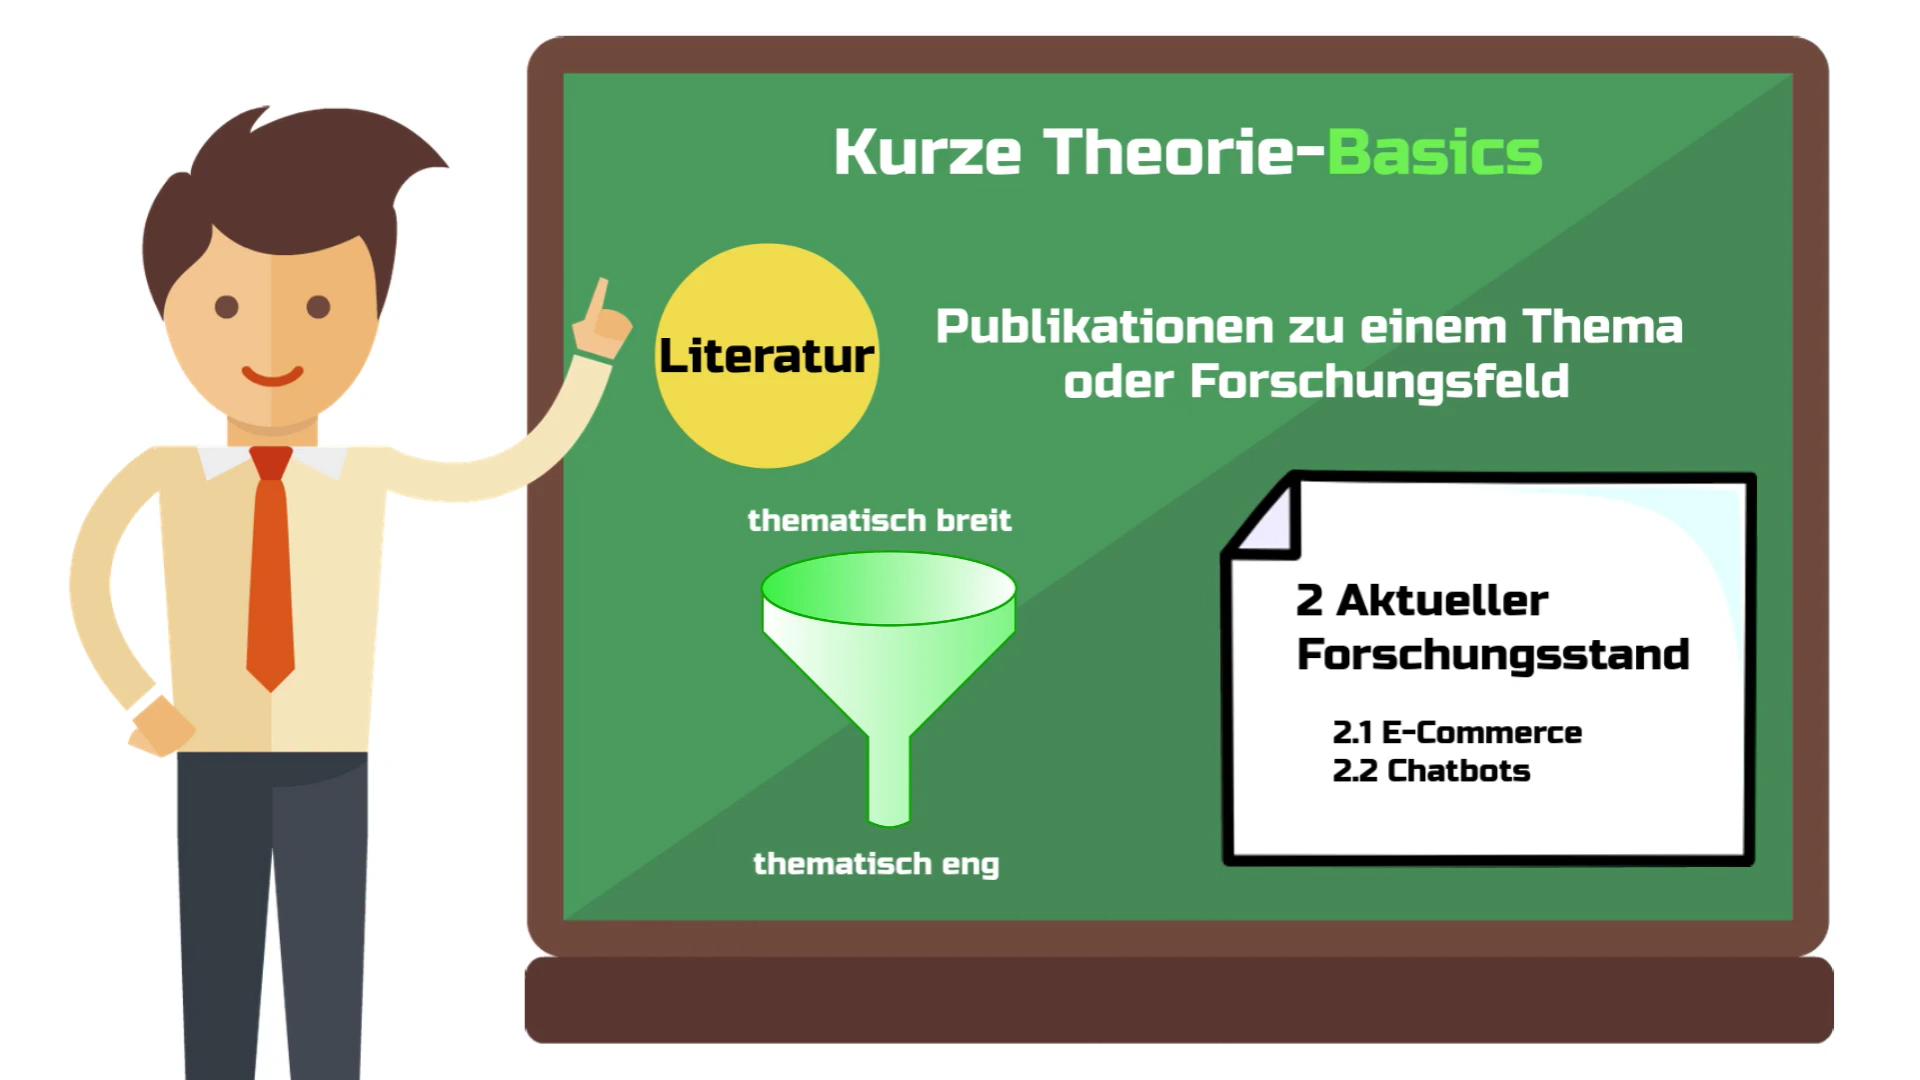 Kurze Theorie-Basics
Literatur
Publikationen zu einem Thema
oder Forschungsfeld
thematisch breit
thematisch eng
2 Aktueller
Forschungsstand
2.1 E-Commerce
2.2 Chatbots